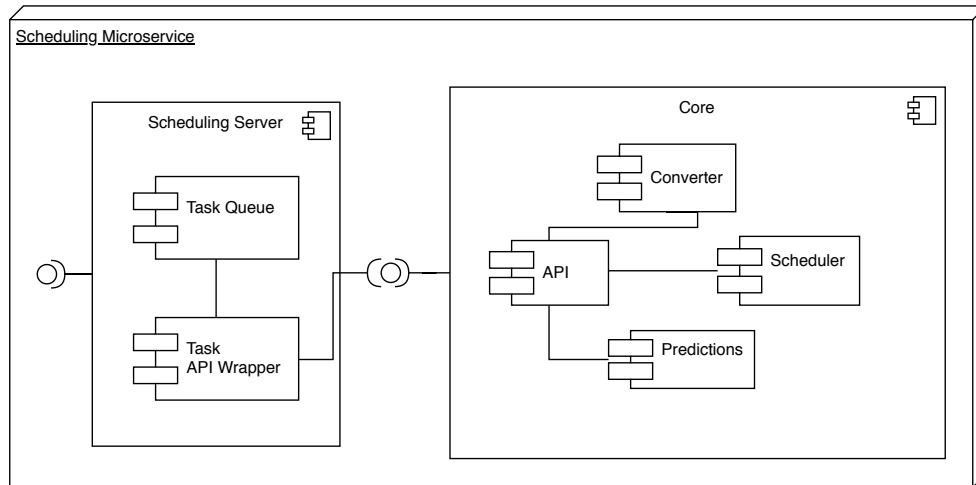 Scheduling Microservice
Scheduling Server
Core
Converter
Task Queue
API
Scheduler
Task
API Wrapper
Predictions